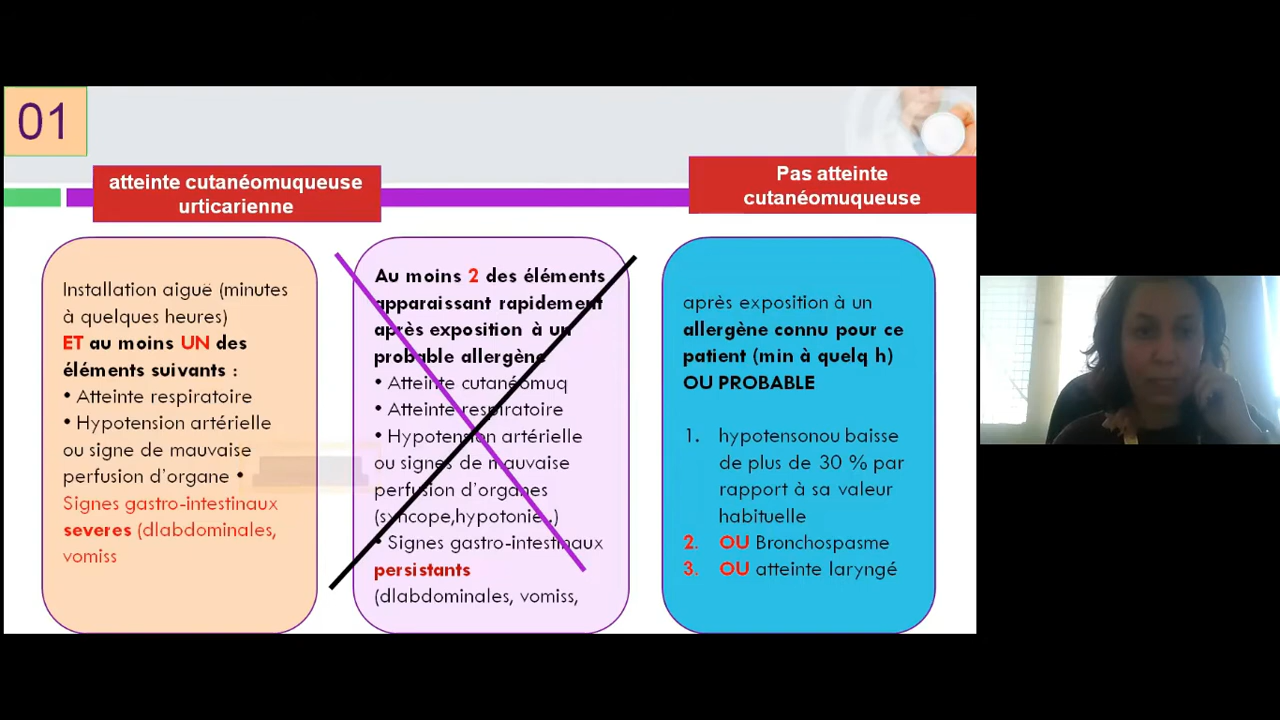 01
atteinte cutanéomuqueuse
urticarienne
Pas atteinte
cutanéomuqueuse
Installation aiguë (minutes
à quelques heures)
ET au moins UN des
éléments suivants :
• Atteinte respiratoire
• Hypotension artérielle
ou signe de mauvaise
perfusion d'organe •
Signes gastro-intestinaux
severes (dlabdominales,
vomiss
Au moins 2 des éléments
apparaissant rapidement
après exposition à un
probable allergène
• Atteinte cutanéomuq
• Atteinte respiratoire
• Hypotension artérielle
ou signes de mauvaise
perfusion d'organes
(syncope,hypotonie..)
• Signes gastro-intestinaux
persistants
(dlabdominales, vomiss,
après exposition à un
allergène connu pour ce
patient (min à quelq h)
OU PROBABLE
1. hypotensonou baisse
de plus de 30 % par
rapport à sa valeur
habituelle
2. OU Bronchospasme
3. OU atteinte laryngé